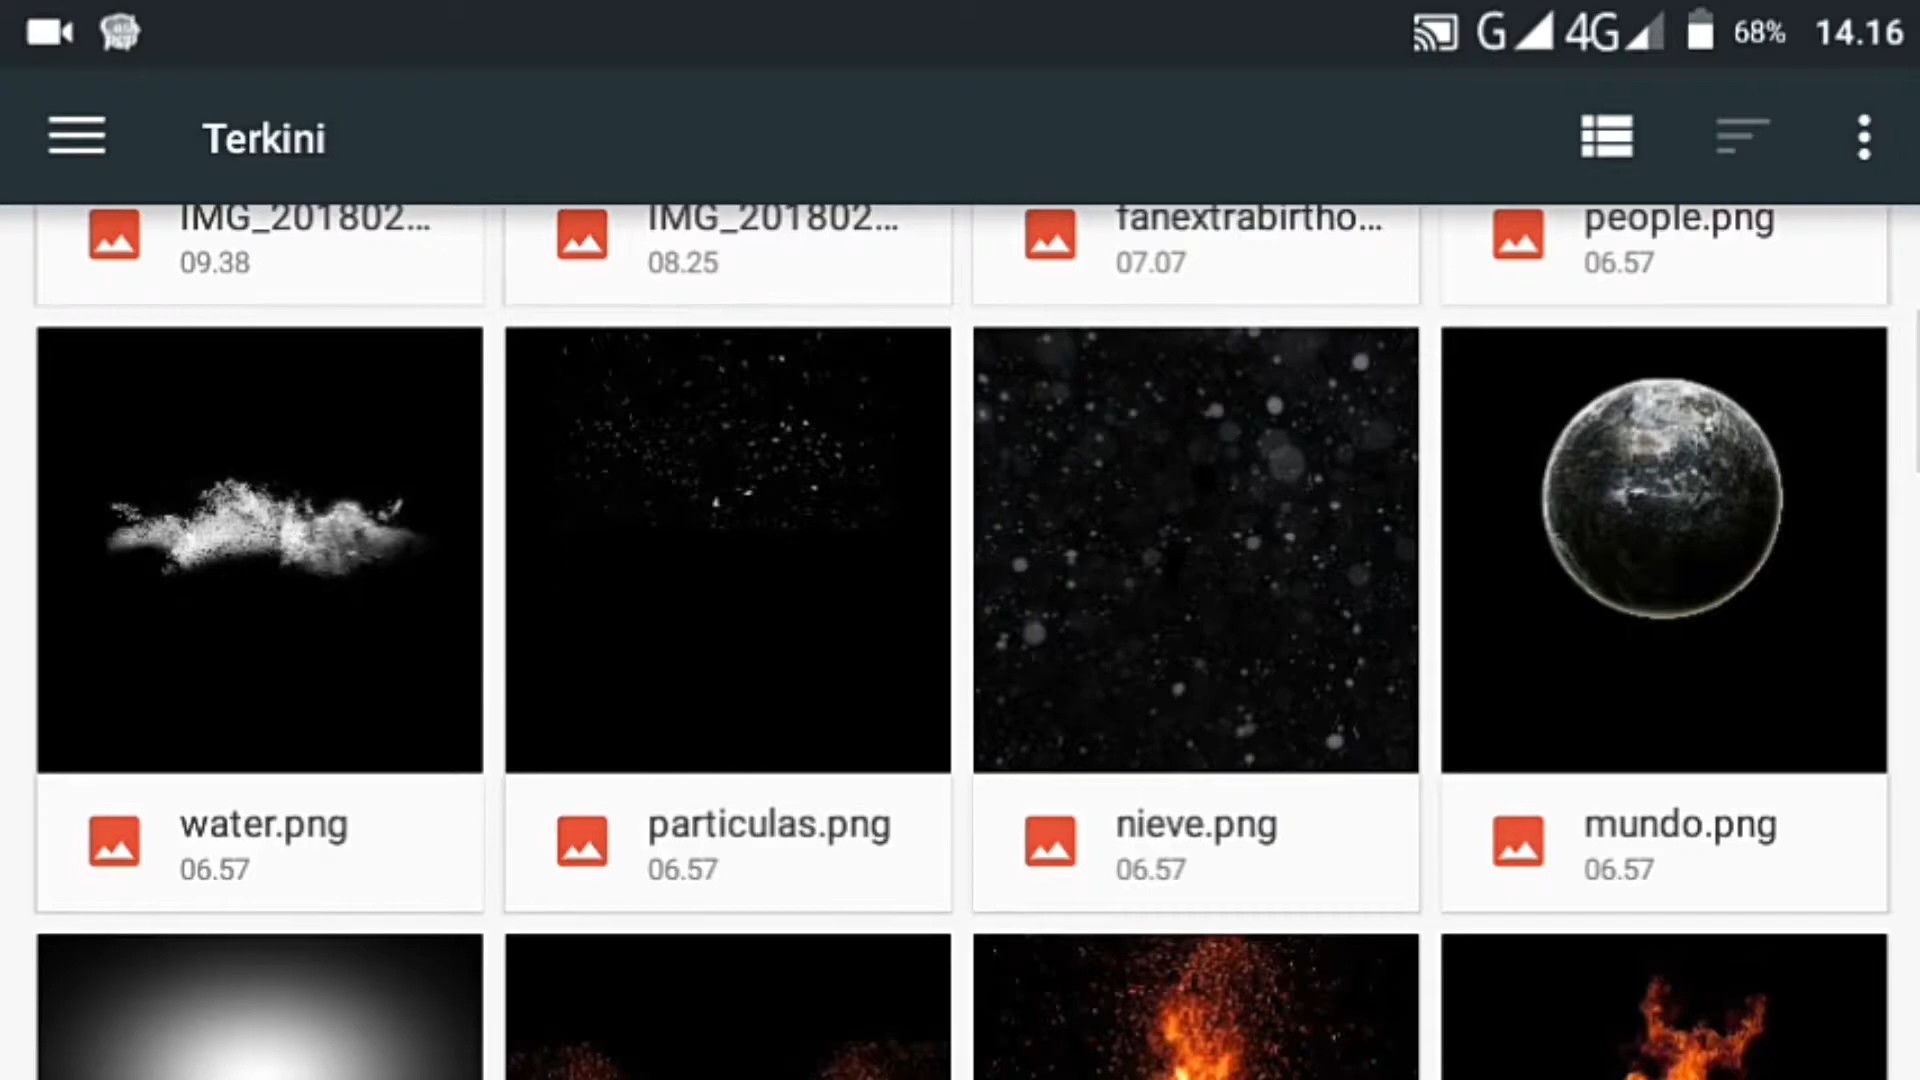 G 4G 68% 14.16
Terkini
IMG_201802... IMG_201802... fanextrabirtho... people.png
09.38 08.25 07.07 06.57
water.png particulas.png nieve.png mundo.png
06.57 06.57 06.57 06.57